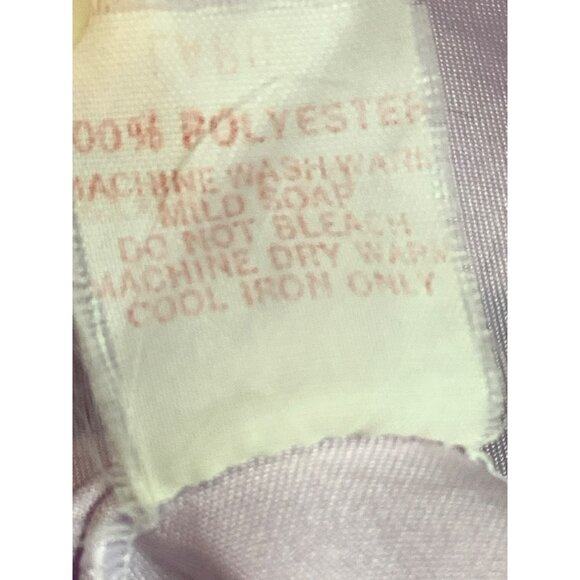 00% POLYESTER
MACHINE WASH WARM
MILD SOAP
DO NOT BLEACH
MACHINE DRY WARM
COOL IRON ONLY